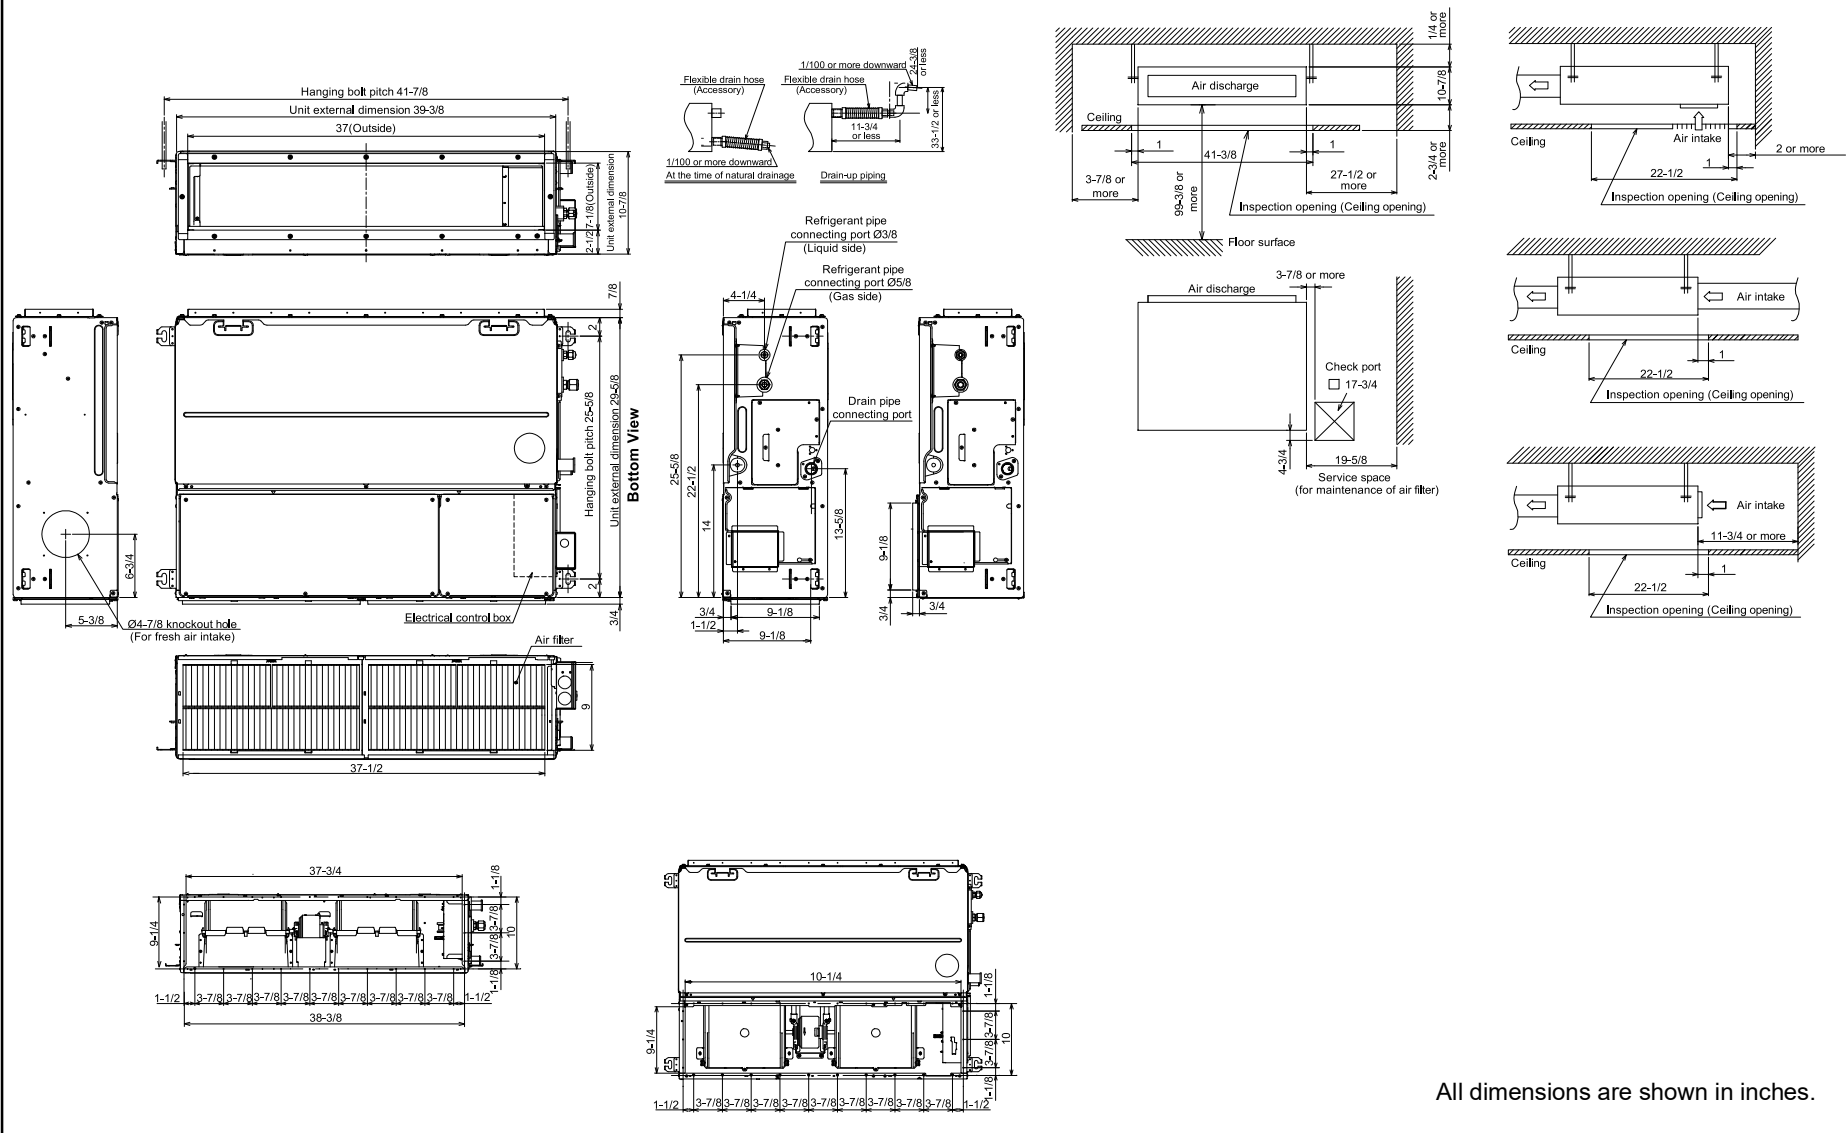 Hanging bolt pitch 41-7/8
Unit external dimension 39-3/8
37(Outside)
7-1/8(Outside)
2-1/2
Unit external dimension
10-7/8
Flexible drain hose
(Accessory)
1/100 or more downward
At the time of natural drainage
1/100 or more downward
Flexible drain hose
(Accessory)
11-3/4
or less
24-3/8
or less
33-1/2 or less
Drain-up piping
Air discharge
Ceiling
1
41-3/8
1
3-7/8 or
more
27-1/2 or
more
99-3/8 or
more
1/4 or
more
10-7/8
2-3/4 or
more
Inspection opening (Ceiling opening)
Floor surface
Ceiling
Air intake
2 or more
1
22-1/2
Inspection opening (Ceiling opening)
7/8
2
Hanging bolt pitch 25-5/8
Unit external dimension 29-5/8
2
3/4
Bottom View
6-3/4
5-3/8
Ø4-7/8 knockout hole
(For fresh air intake)
Electrical control box
Refrigerant pipe
connecting port Ø3/8
(Liquid side)
Refrigerant pipe
connecting port Ø5/8
(Gas side)
4-1/4
Drain pipe
connecting port
25-5/8
22-1/2
14
13-5/8
3/4
9-1/8
1-1/2
9-1/8
9-1/8
3/4
3/4
3-7/8 or more
Air discharge
Check port
□ 17-3/4
4-3/4
19-5/8
Service space
(for maintenance of air filter)
Air intake
Ceiling
1
22-1/2
Inspection opening (Ceiling opening)
Air intake
11-3/4 or more
Ceiling
1
22-1/2
Inspection opening (Ceiling opening)
Air filter
9
37-1/2
37-3/4
9-1/4
1-1/8
3-7/8
3-7/8
1-1/8
10
1-1/2 3-7/8 3-7/8 3-7/8 3-7/8 3-7/8 3-7/8 3-7/8 3-7/8 3-7/8 1-1/2
38-3/8
10-1/4
9-1/4
1-1/8
3-7/8
3-7/8
1-1/8
10
1-1/2 3-7/8 3-7/8 3-7/8 3-7/8 3-7/8 3-7/8 3-7/8 3-7/8 3-7/8 1-1/2
All dimensions are shown in inches.